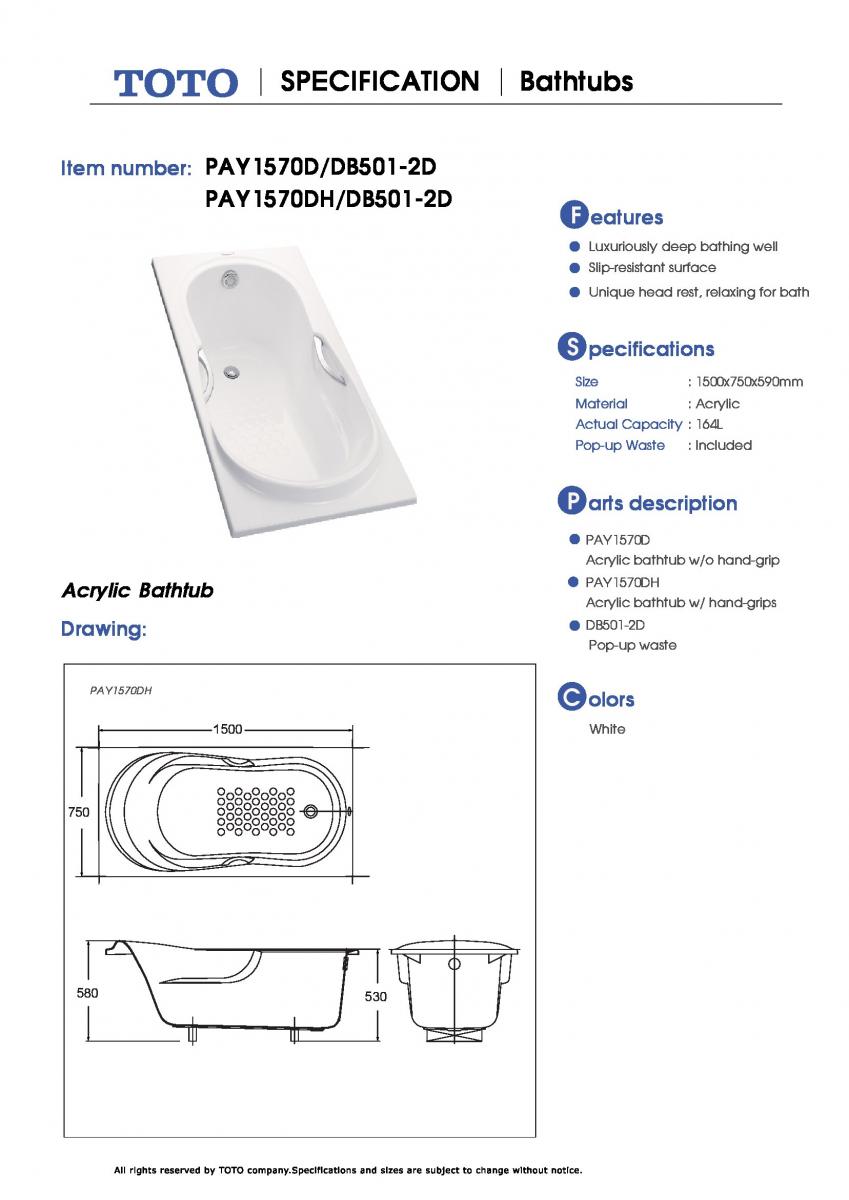 TOTO SPECIFICATION Bathtubs
Item number: PAY1570D/DB501-2D
PAY1570DH/DB501-2D
Features
Luxuriously deep bathing well
Slip-resistant surface
Unique head rest, relaxing for bath
Specifications
Size : 1500x750x590mm
Material : Acrylic
Actual Capacity : 164L
Pop-up Waste : Included
Parts description
PAY1570D
Acrylic bathtub w/o hand-grip
PAY1570DH
Acrylic bathtub w/ hand-grips
DB501-2D
Pop-up waste
Colors
White
Acrylic Bathtub
Drawing:
PAY1570DH
1500
750
580
530
All rights reserved by TOTO company.Specifications and sizes are subject to change without notice.